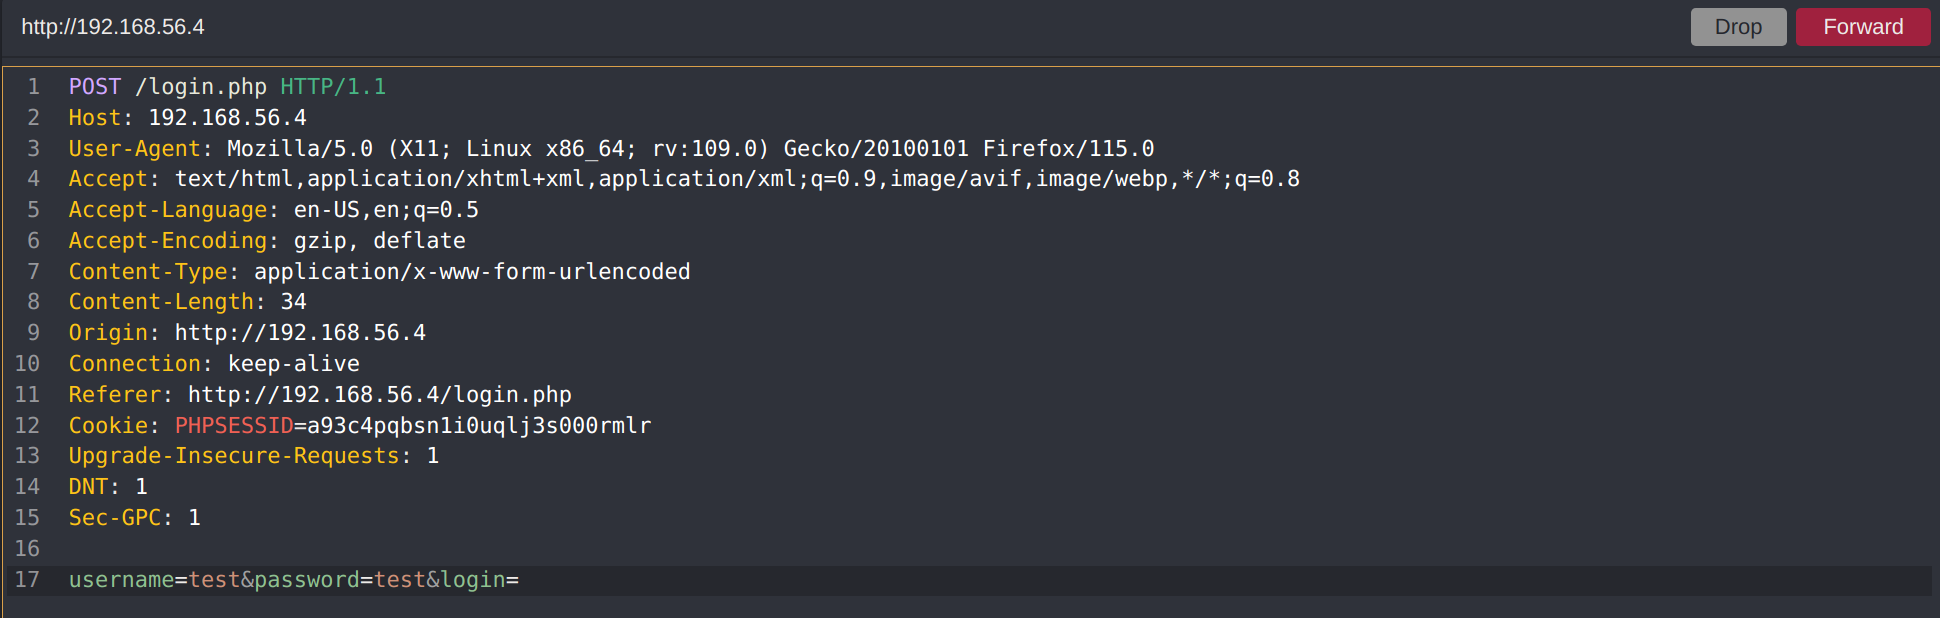 http://192.168.56.4 Drop Forward
1 POST /login.php HTTP/1.1
2 Host: 192.168.56.4
3 User-Agent: Mozilla/5.0 (X11; Linux x86_64; rv:109.0) Gecko/20100101 Firefox/115.0
4 Accept: text/html,application/xhtml+xml,application/xml;q=0.9,image/avif,image/webp,*/*;q=0.8
5 Accept-Language: en-US,en;q=0.5
6 Accept-Encoding: gzip, deflate
7 Content-Type: application/x-www-form-urlencoded
8 Content-Length: 34
9 Origin: http://192.168.56.4
10 Connection: keep-alive
11 Referer: http://192.168.56.4/login.php
12 Cookie: PHPSESSID=a93c4pqbsn1i0uqlj3s000rmlr
13 Upgrade-Insecure-Requests: 1
14 DNT: 1
15 Sec-GPC: 1
16
17 username=test&password=test&login=